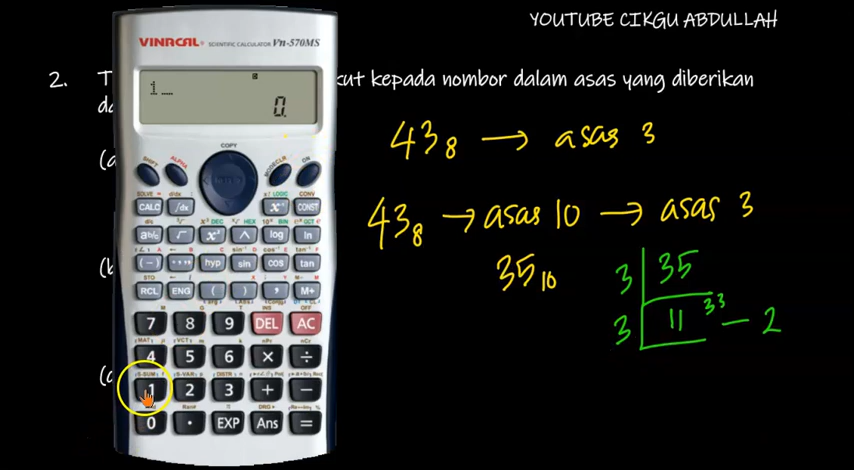 YOUTUBE CIKGU ABDULLAH
VINACAL SCIENTIFIC CALCULATOR Vn-570MS
2. T kut kepada nombor dalam asas yang diberikan
da
1
0.
43₈ → asas 3
(a
COPY
SHIFT ALPHA MODE CLR ON
CALC ∫dx x⁻¹ CONST
43₈ → asas 10 → asas 3
ab/c √ x² ^ log ln
(-) hyp sin cos tan
(b
35₁₀
3 35
RCL ENG ( ) , M+
3 11 33 – 2
7 8 9 DEL AC
4 5 6 × ÷
(c
1 2 3 + −
0 . EXP Ans =